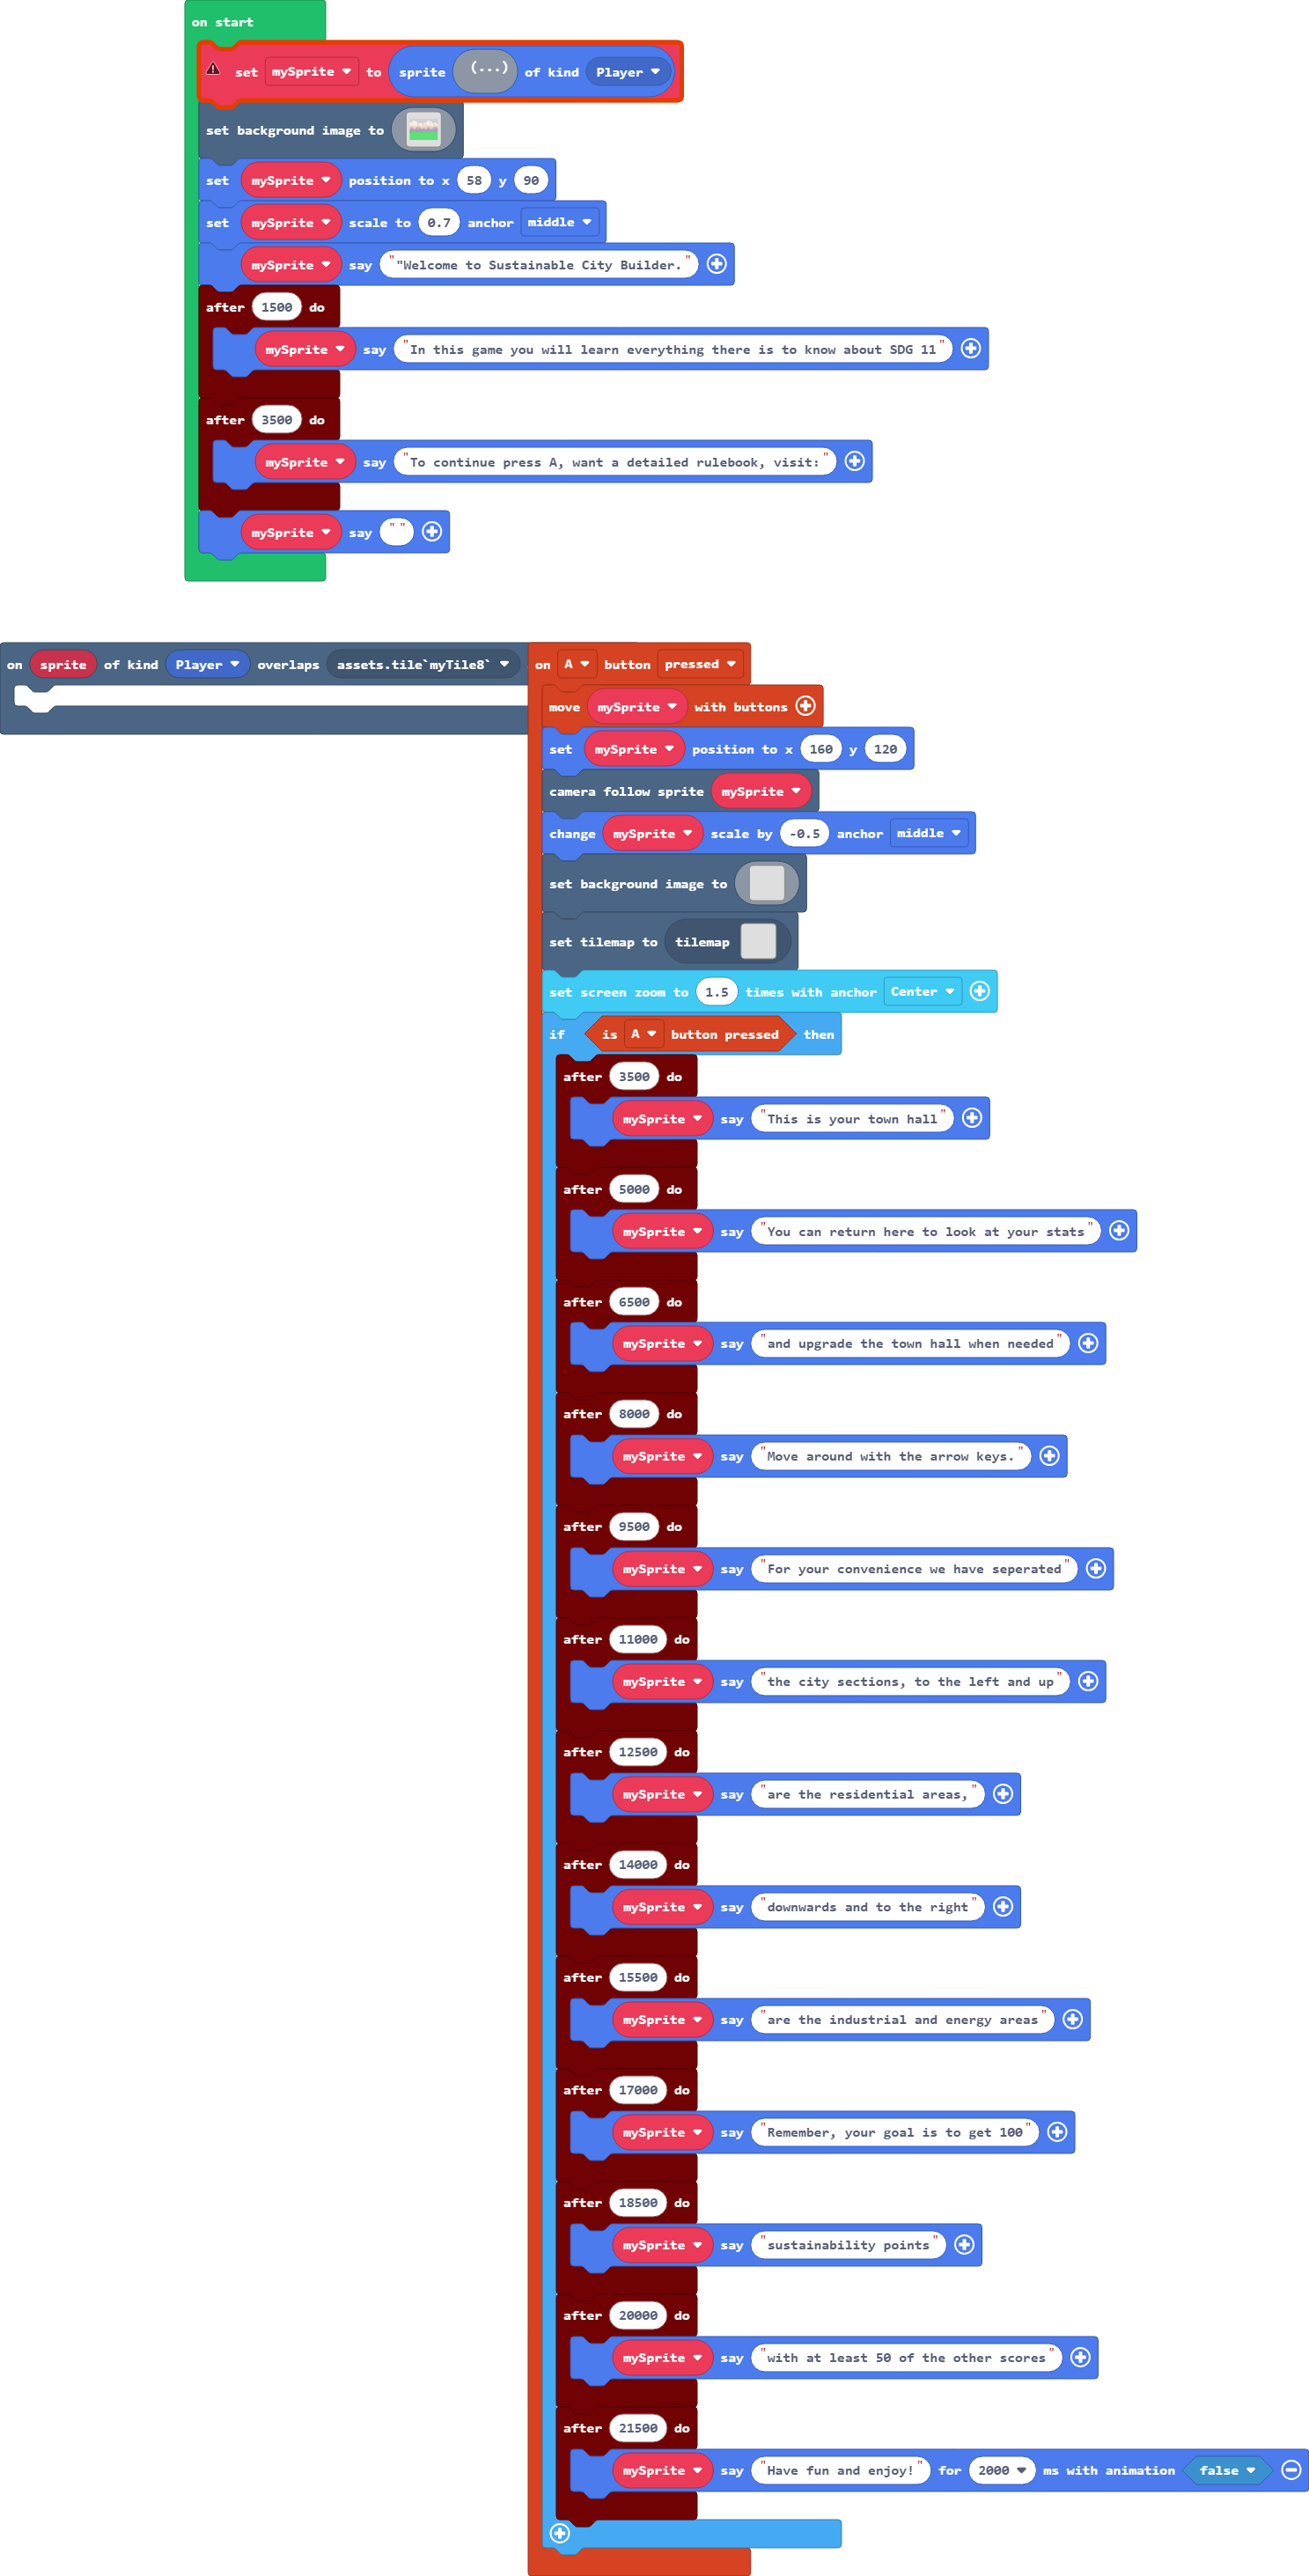 on start
set mySprite to sprite (...) of kind Player
set background image to
set mySprite position to x 58 y 90
set mySprite scale to 0.7 anchor middle
mySprite say ""Welcome to Sustainable City Builder."
after 1500 do
mySprite say "In this game you will learn everything there is to know about SDG 11"
after 3500 do
mySprite say "To continue press A, want a detailed rulebook, visit:"
mySprite say " "
on sprite of kind Player overlaps assets.tile`myTile8`
on A button pressed
move mySprite with buttons
set mySprite position to x 160 y 120
camera follow sprite mySprite
change mySprite scale by -0.5 anchor middle
set background image to
set tilemap to tilemap
set screen zoom to 1.5 times with anchor Center
if is A button pressed then
after 3500 do
mySprite say "This is your town hall"
after 5000 do
mySprite say "You can return here to look at your stats"
after 6500 do
mySprite say "and upgrade the town hall when needed"
after 8000 do
mySprite say "Move around with the arrow keys."
after 9500 do
mySprite say "For your convenience we have seperated"
after 11000 do
mySprite say "the city sections, to the left and up"
after 12500 do
mySprite say "are the residential areas,"
after 14000 do
mySprite say "downwards and to the right"
after 15500 do
mySprite say "are the industrial and energy areas"
after 17000 do
mySprite say "Remember, your goal is to get 100"
after 18500 do
mySprite say "sustainability points"
after 20000 do
mySprite say "with at least 50 of the other scores"
after 21500 do
mySprite say "Have fun and enjoy!" for 2000 ms with animation false